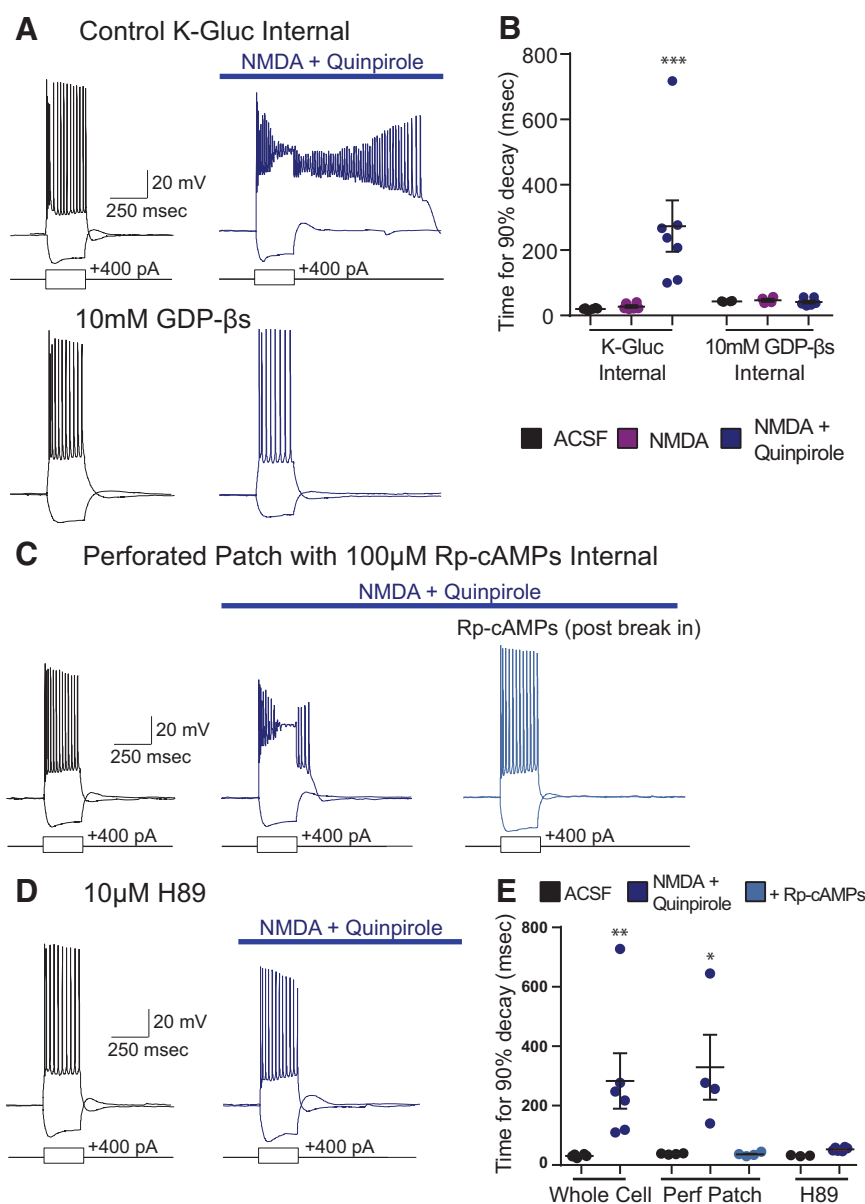 A Control K-Gluc Internal
NMDA + Quinpirole
20 mV
250 msec
+400 pA
+400 pA
10mM GDP-βs
B
Time for 90% decay (msec)
800
600
400
200
0
***
K-Gluc
Internal
10mM GDP-βs
Internal
ACSF
NMDA
NMDA +
Quinpirole
C Perforated Patch with 100µM Rp-cAMPs Internal
NMDA + Quinpirole
Rp-cAMPs (post break in)
20 mV
250 msec
+400 pA
+400 pA
+400 pA
D 10µM H89
NMDA + Quinpirole
20 mV
250 msec
+400 pA
+400 pA
E
ACSF
NMDA +
Quinpirole
+ Rp-cAMPs
Time for 90% decay (msec)
800
600
400
200
0
**
*
Whole Cell
Perf Patch
H89